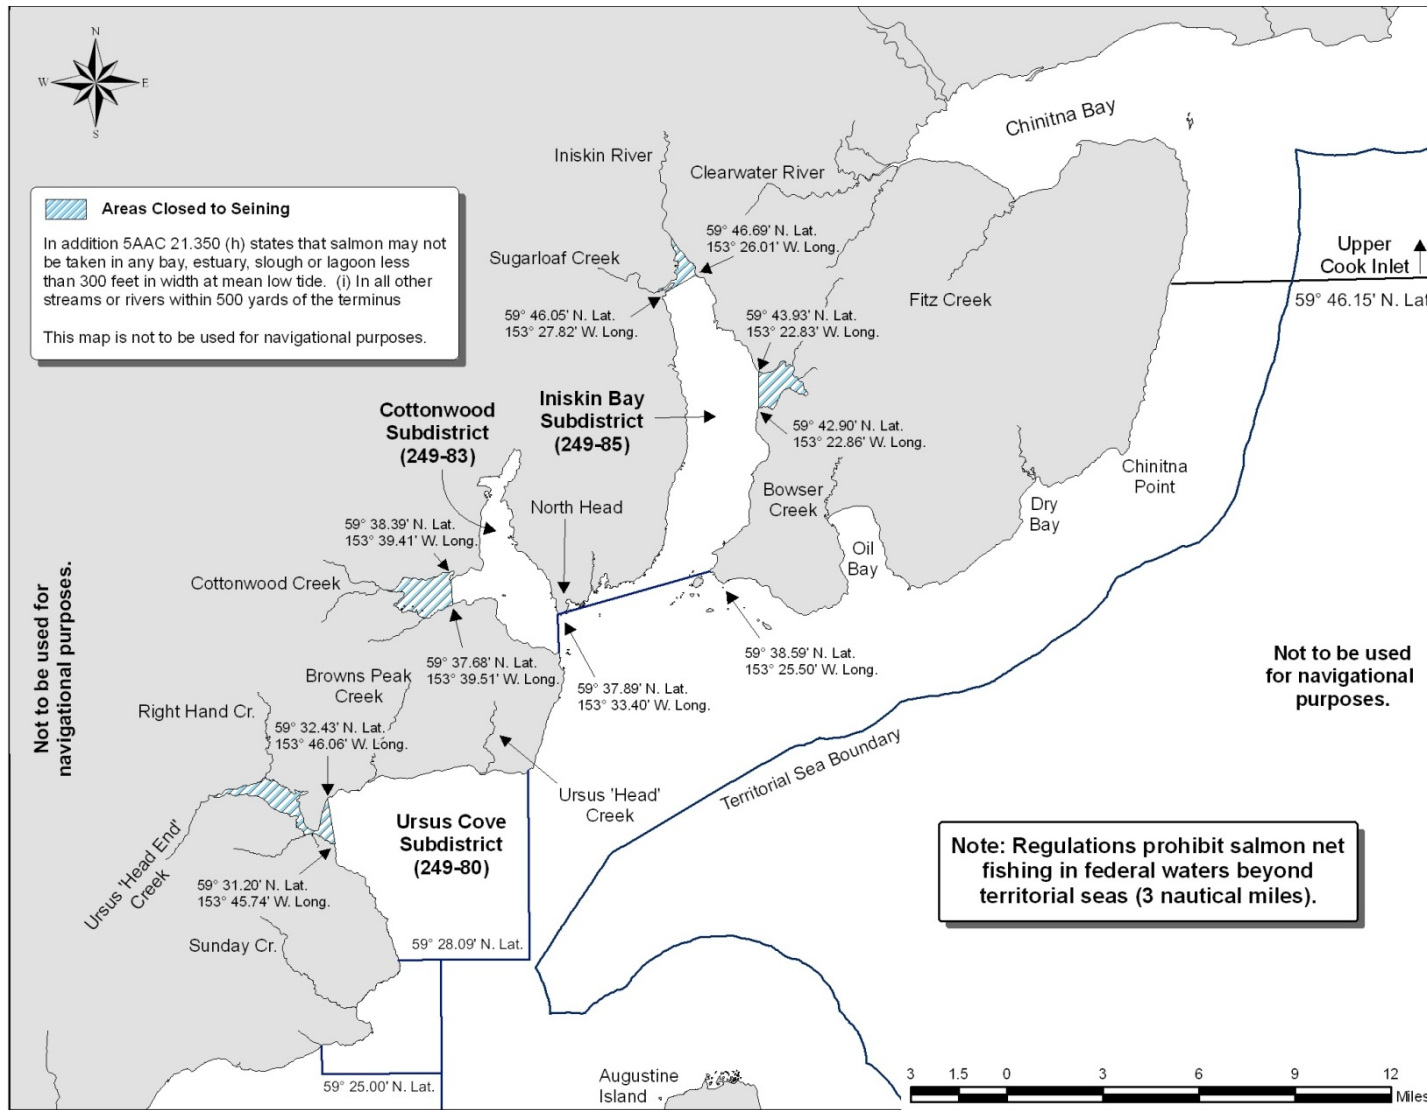 N
W
E
S
Chinitna Bay
Iniskin River
Clearwater River
Areas Closed to Seining
In addition 5AAC 21.350 (h) states that salmon may not
be taken in any bay, estuary, slough or lagoon less
than 300 feet in width at mean low tide. (i) In all other
streams or rivers within 500 yards of the terminus
This map is not to be used for navigational purposes.
59° 46.69' N. Lat.
153° 26.01' W. Long.
Sugarloaf Creek
Upper
Cook Inlet
59° 46.15' N. Lat
Fitz Creek
59° 46.05' N. Lat.
153° 27.82' W. Long.
59° 43.93' N. Lat.
153° 22.83' W. Long.
Cottonwood
Subdistrict
(249-83)
Iniskin Bay
Subdistrict
(249-85)
59° 42.90' N. Lat.
153° 22.86' W. Long.
Chinitna
Point
Bowser
Creek
North Head
Dry
Bay
59° 38.39' N. Lat.
153° 39.41' W. Long.
Oil
Bay
Cottonwood Creek
Not to be used for
navigational purposes.
59° 37.68' N. Lat.
153° 39.51' W. Long.
59° 38.59' N. Lat.
153° 25.50' W. Long.
59° 37.89' N. Lat.
153° 33.40' W. Long.
Not to be used
for navigational
purposes.
Browns Peak
Creek
Right Hand Cr.
59° 32.43' N. Lat.
153° 46.06' W. Long.
Territorial Sea Boundary
Ursus 'Head'
Creek
Ursus Cove
Subdistrict
(249-80)
Ursus 'Head End'
Creek
59° 31.20' N. Lat.
153° 45.74' W. Long.
Note: Regulations prohibit salmon net
fishing in federal waters beyond
territorial seas (3 nautical miles).
Sunday Cr.
59° 28.09' N. Lat.
59° 25.00' N. Lat.
Augustine
Island
3 1.5 0 3 6 9 12
Miles